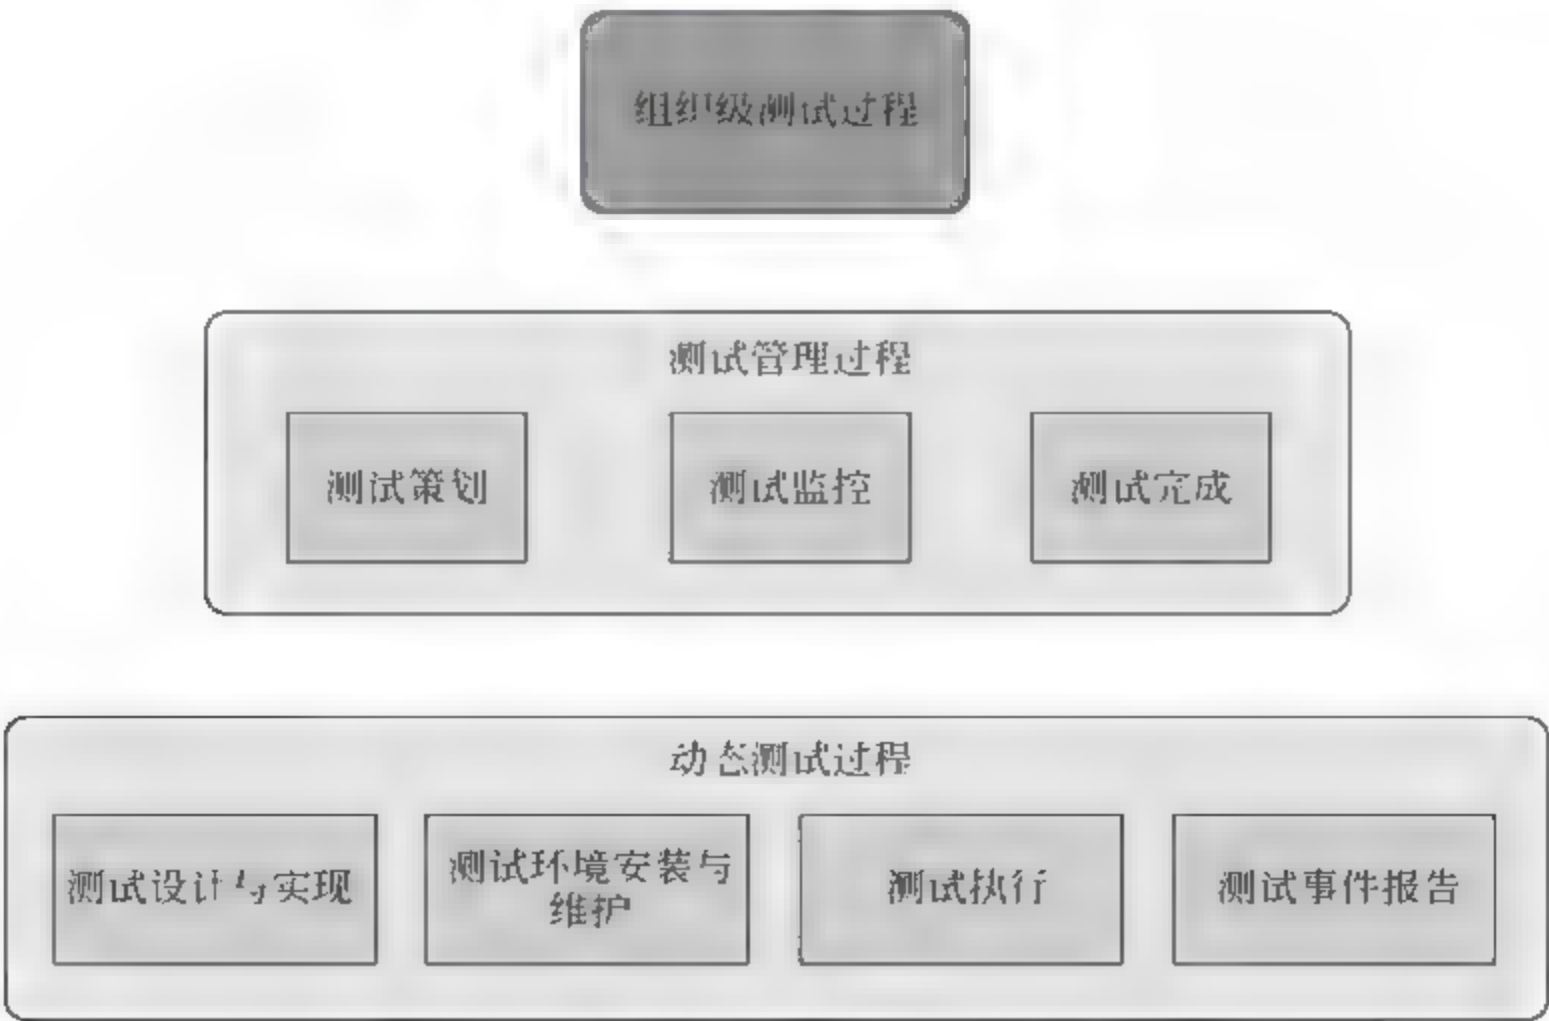 组织级测试过程
测试管理过程
测试策划
测试监控
测试完成
动态测试过程
测试设计与实现
测试环境安装与
维护
测试执行
测试事件报告